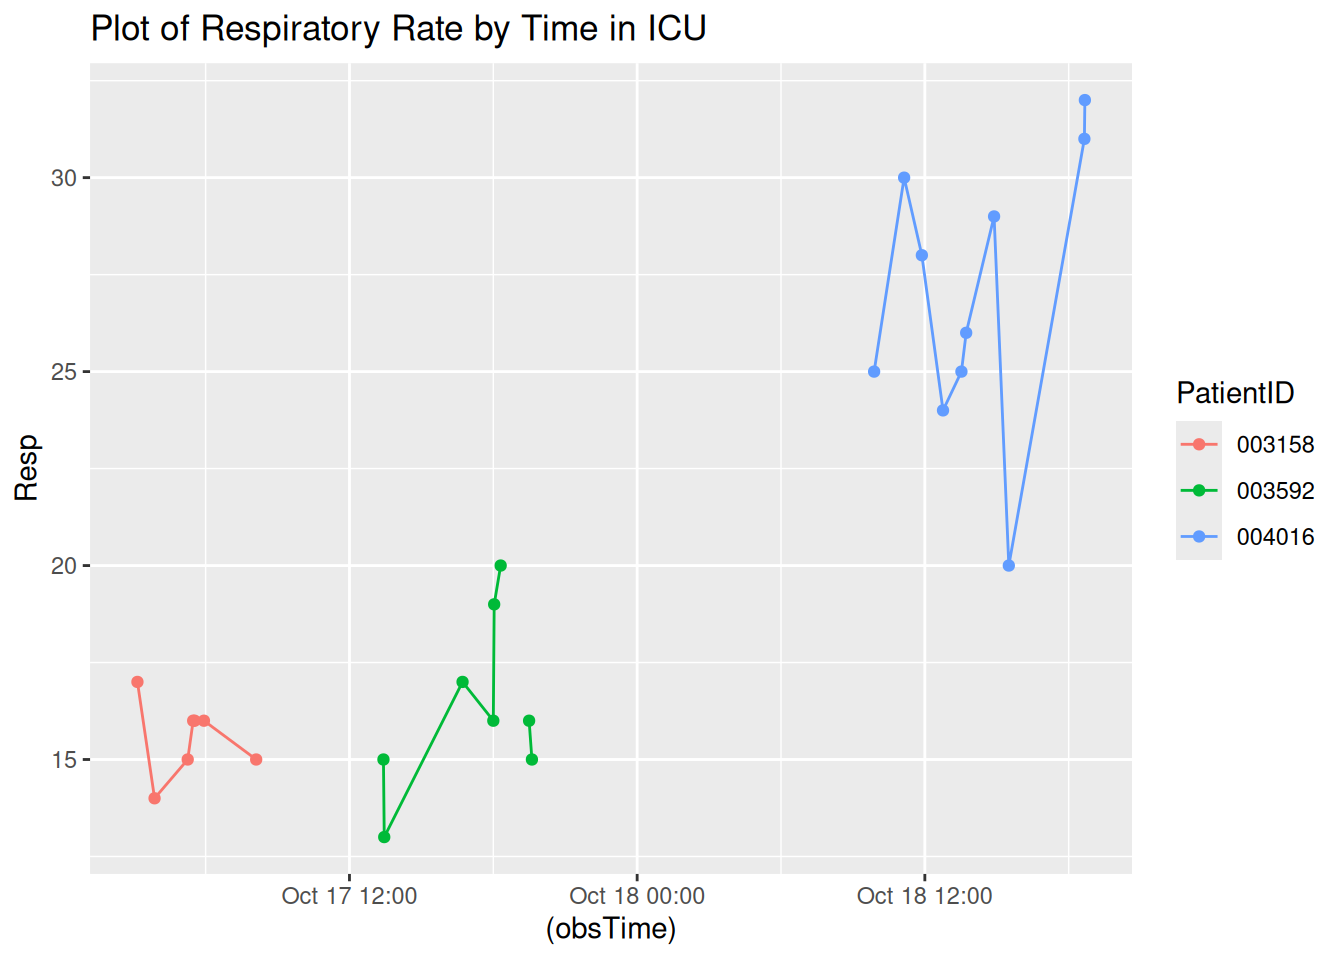 Plot of Respiratory Rate by Time in ICU
30
25
20
15
Resp
Oct 17 12:00
Oct 18 00:00
Oct 18 12:00
(obsTime)
PatientID
003158
003592
004016